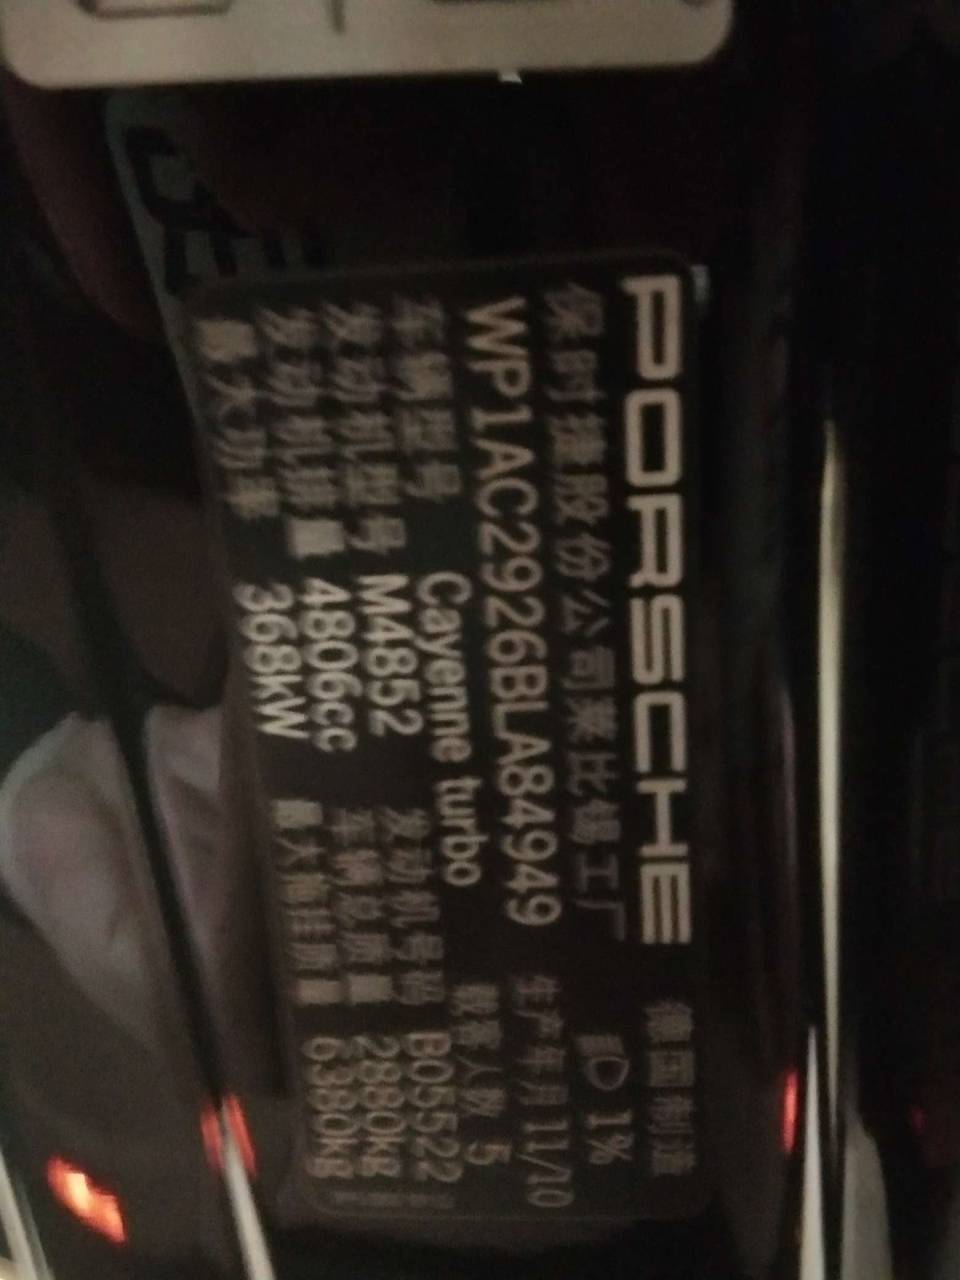 PORSCHE 德国制造
保时捷股份公司莱比锡工厂 1%
WP1AC2926BLA84949 生产年月11/10
车辆型号 Cayenne turbo 载客人数 5
发动机型号 M4852 发动机号码 B05522
发动机排量 4806cc 车辆总质量 2880kg
最大功率 368kW 最大拖挂质量 6380kg